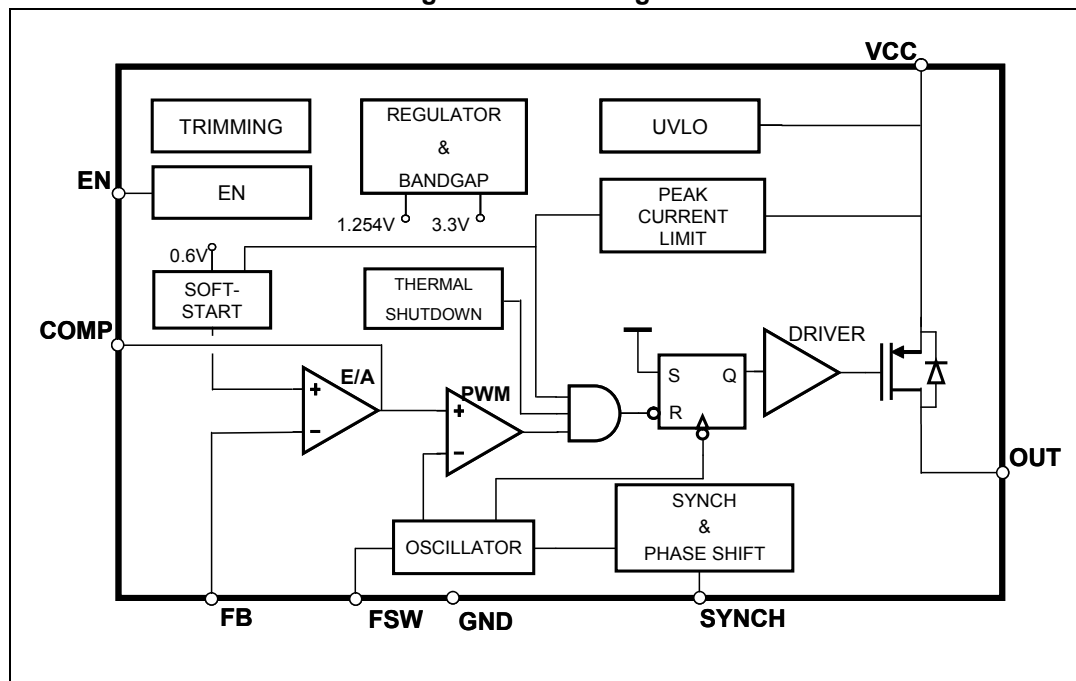 VCC
TRIMMING
REGULATOR
&
BANDGAP
UVLO
EN
EN
PEAK
CURRENT
LIMIT
1.254V
3.3V
0.6V
SOFT-
START
THERMAL
SHUTDOWN
COMP
DRIVER
E/A
+
−
PWM
+
−
S
Q
R
OUT
OSCILLATOR
SYNCH
&
PHASE SHIFT
FB
FSW
GND
SYNCH